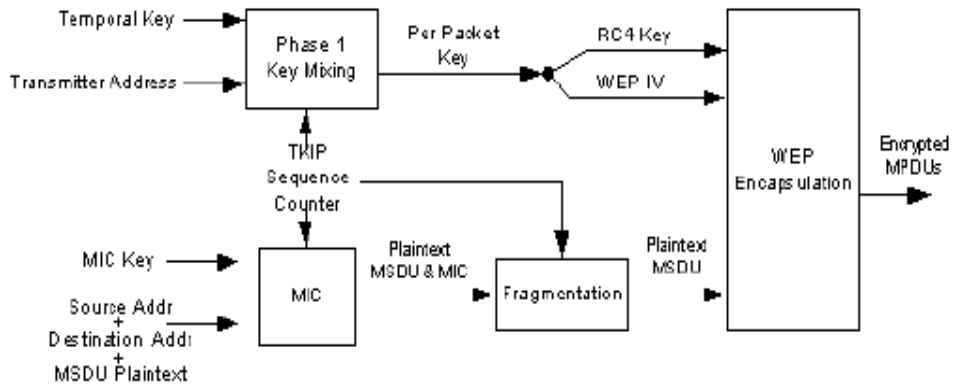 Temporal Key
Transmitter Address
Phase 1
Key Mixing
Per Packet
Key
RC4 Key
WEP IV
WEP
Encapsulation
Encrypted
MPDUs
TKIP
Sequence
Counter
MIC Key
Source Addr
+
Destination Addr
+
MSDU Plaintext
MIC
Plaintext
MSDU & MIC
Fragmentation
Plaintext
MSDU